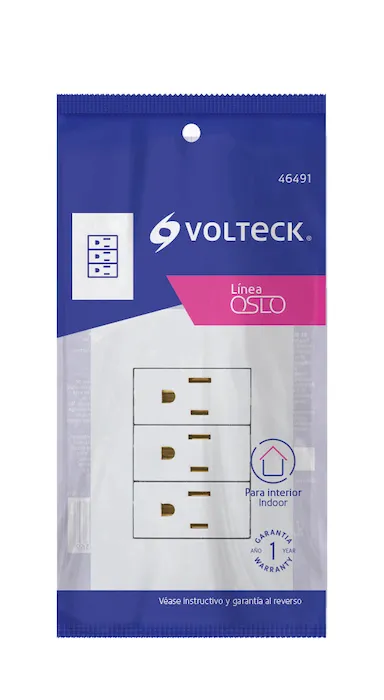 46491
VOLTECK®
Línea
OSLO
Para interior
Indoor
GARANTÍA
AÑO 1 YEAR
WARRANTY
Véase instructivo y garantía al reverso